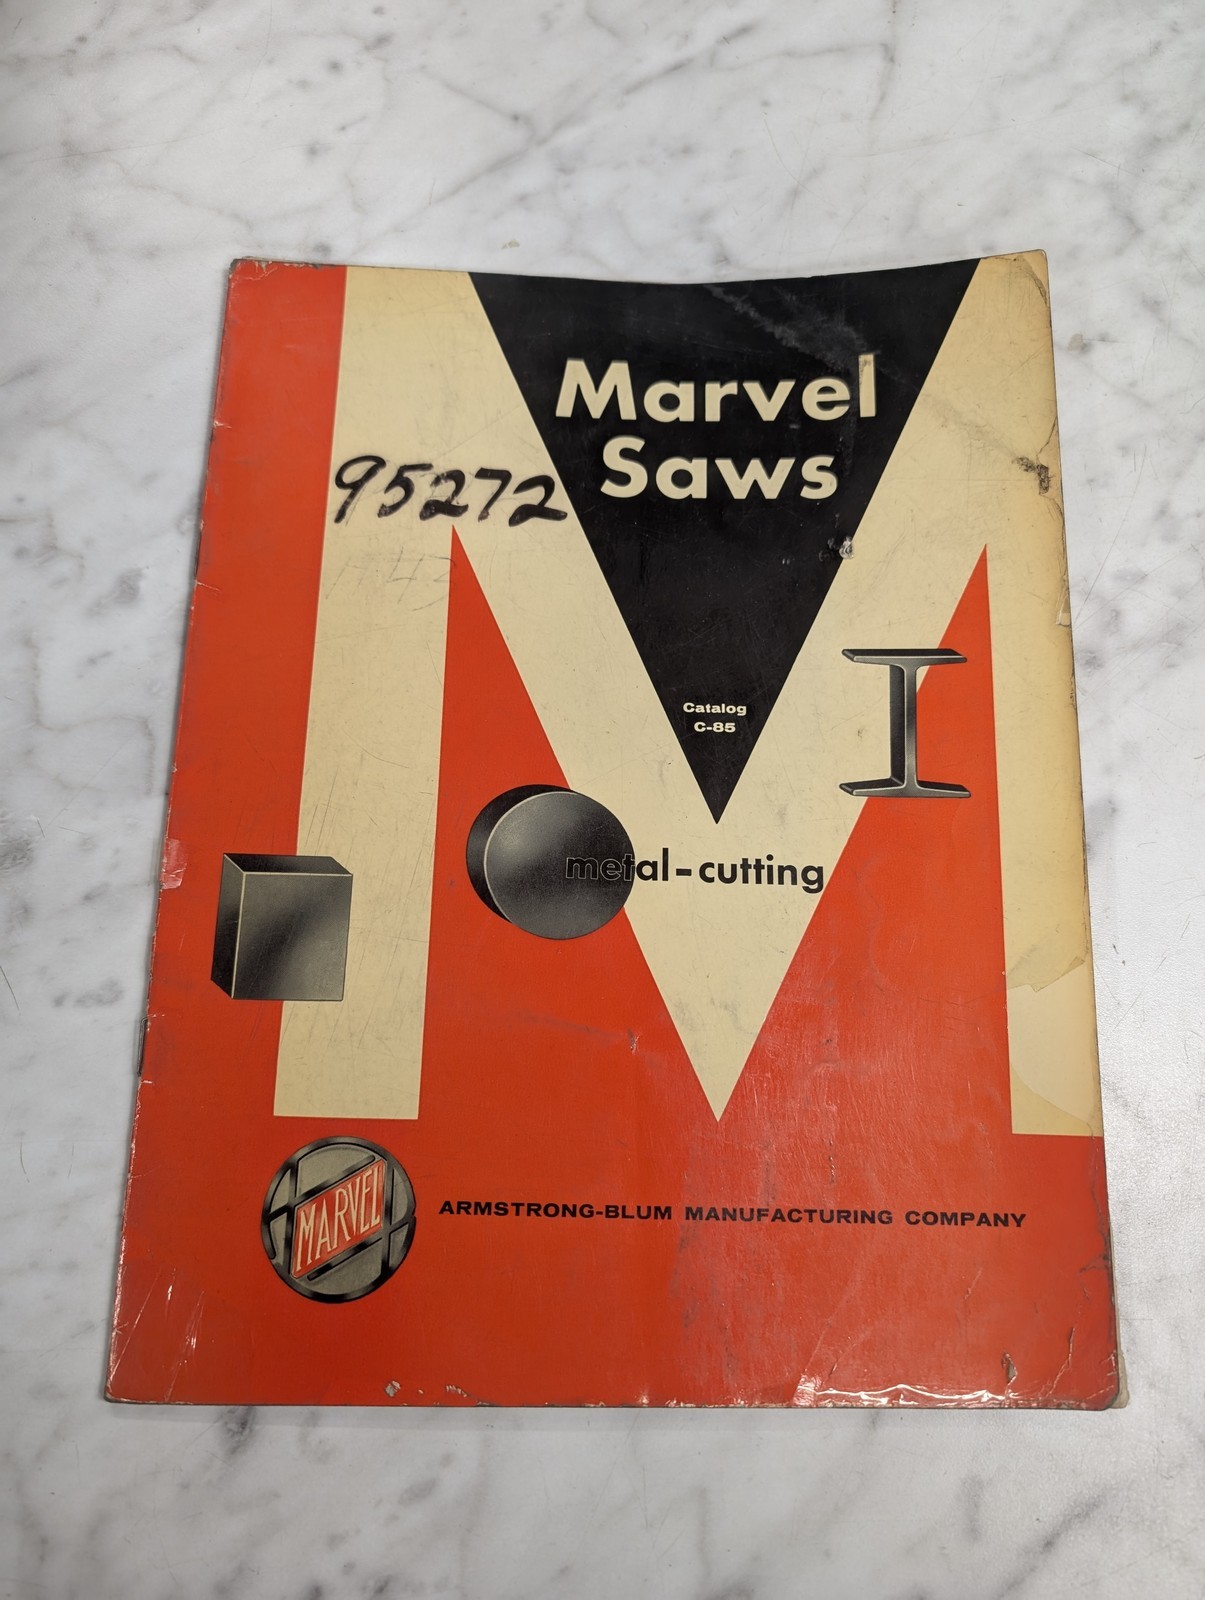 Marvel
Saws
95272
Catalog
C-85
metal-cutting
MARVEL
ARMSTRONG-BLUM MANUFACTURING COMPANY